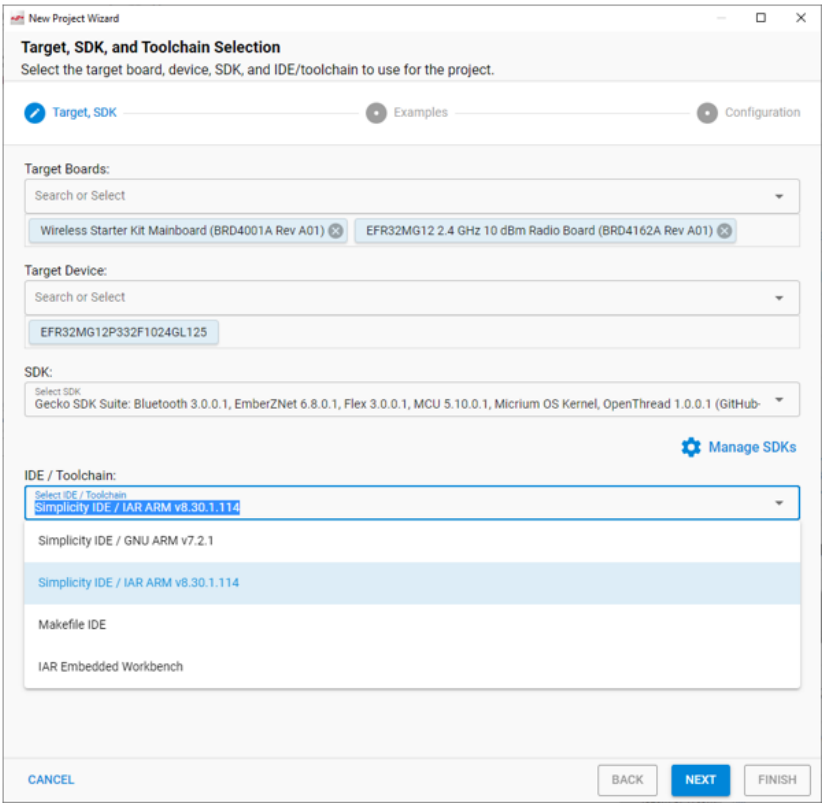 New Project Wizard
Target, SDK, and Toolchain Selection
Select the target board, device, SDK, and IDE/toolchain to use for the project.
Target, SDK
Examples
Configuration
Target Boards:
Search or Select
Wireless Starter Kit Mainboard (BRD4001A Rev A01)
EFR32MG12 2.4 GHz 10 dBm Radio Board (BRD4162A Rev A01)
Target Device:
Search or Select
EFR32MG12P332F1024GL125
SDK:
Select SDK
Gecko SDK Suite: Bluetooth 3.0.0.1, EmberZNet 6.8.0.1, Flex 3.0.0.1, MCU 5.10.0.1, Micrium OS Kernel, OpenThread 1.0.0.1 (GitHub-
Manage SDKs
IDE / Toolchain:
Select IDE / Toolchain
Simplicity IDE / IAR ARM v8.30.1.114
Simplicity IDE / GNU ARM v7.2.1
Simplicity IDE / IAR ARM v8.30.1.114
Makefile IDE
IAR Embedded Workbench
CANCEL
BACK
NEXT
FINISH